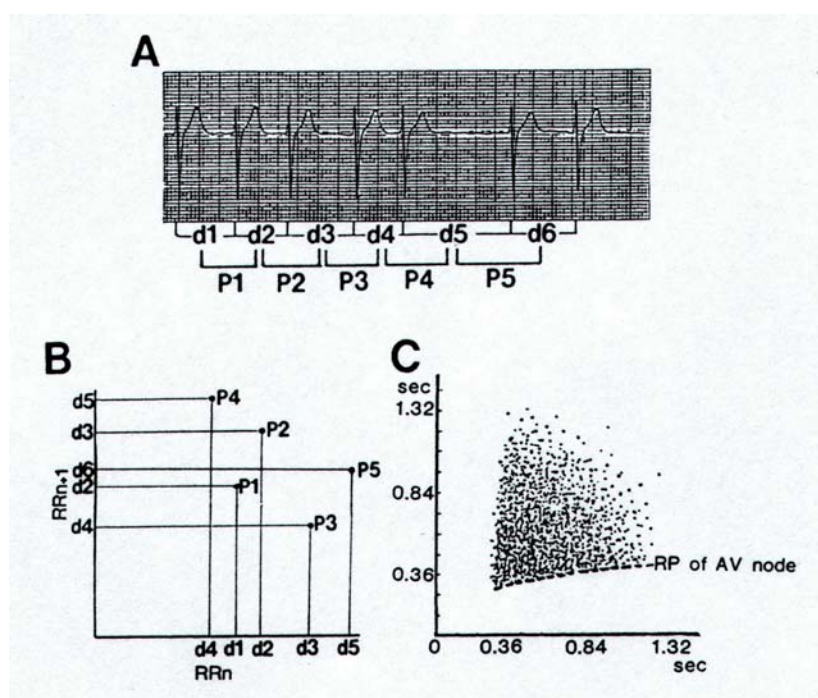 A
d1 d2 d3 d4 d5 d6
P1 P2 P3 P4 P5
B
d5 P4
d3 P2
d6 P5
d2 P1
d4 P3
RRn+1
d4 d1 d2 d3 d5
RRn
C
sec
1.32
0.84
0.36
RP of AV node
0 0.36 0.84 1.32
sec